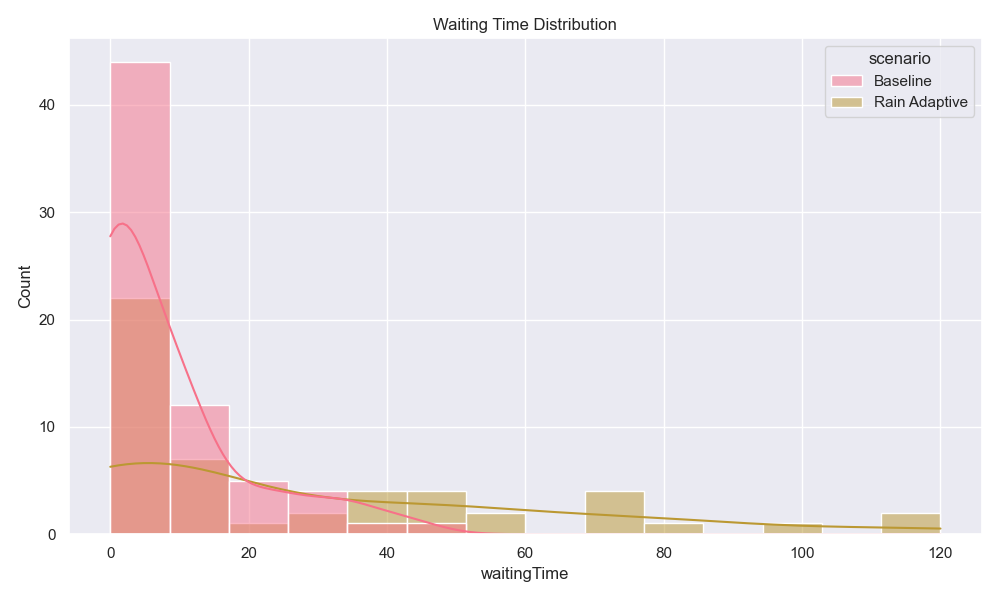 Waiting Time Distribution
scenario
Baseline
Rain Adaptive
Count
40
30
20
10
0
0 20 40 60 80 100 120
waitingTime